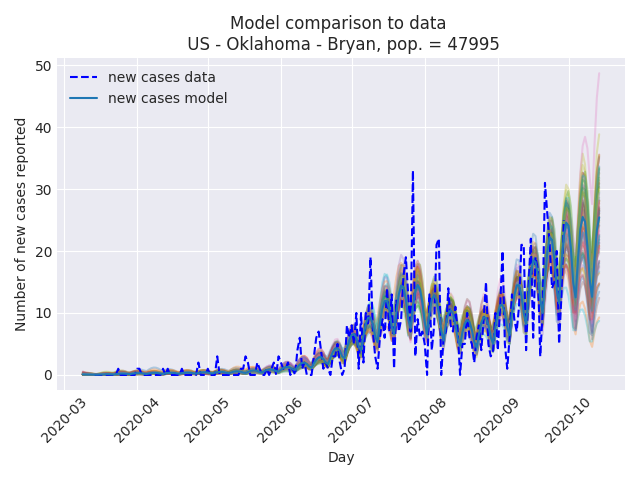 Model comparison to data
US - Oklahoma - Bryan, pop. = 47995
new cases data
new cases model
Number of new cases reported
50
40
30
20
10
0
2020-03
2020-04
2020-05
2020-06
2020-07
2020-08
2020-09
2020-10
Day